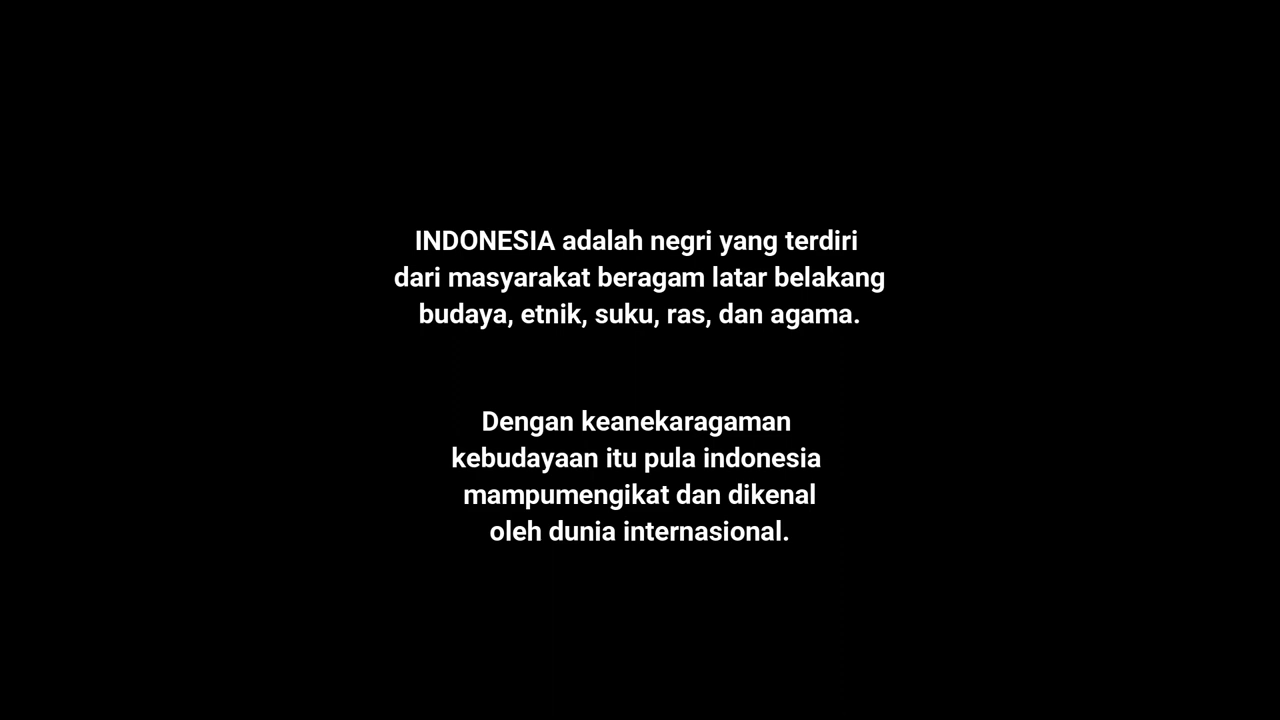 INDONESIA adalah negri yang terdiri
dari masyarakat beragam latar belakang
budaya, etnik, suku, ras, dan agama.
Dengan keanekaragaman
kebudayaan itu pula indonesia
mampumengikat dan dikenal
oleh dunia internasional.